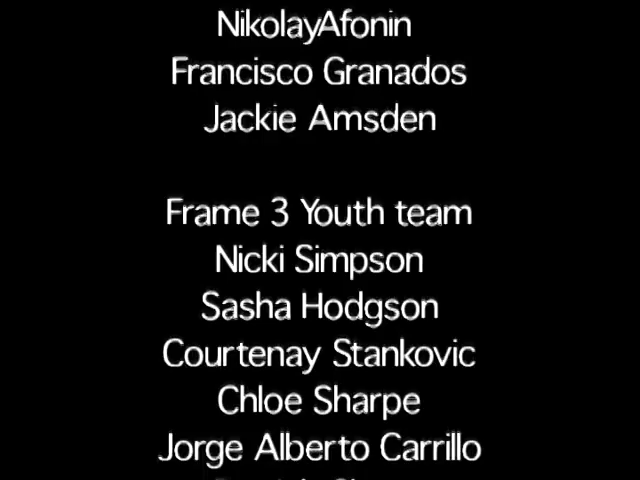 NikolayAfonin
Francisco Granados
Jackie Amsden
Frame 3 Youth team
Nicki Simpson
Sasha Hodgson
Courtenay Stankovic
Chloe Sharpe
Jorge Alberto Carrillo